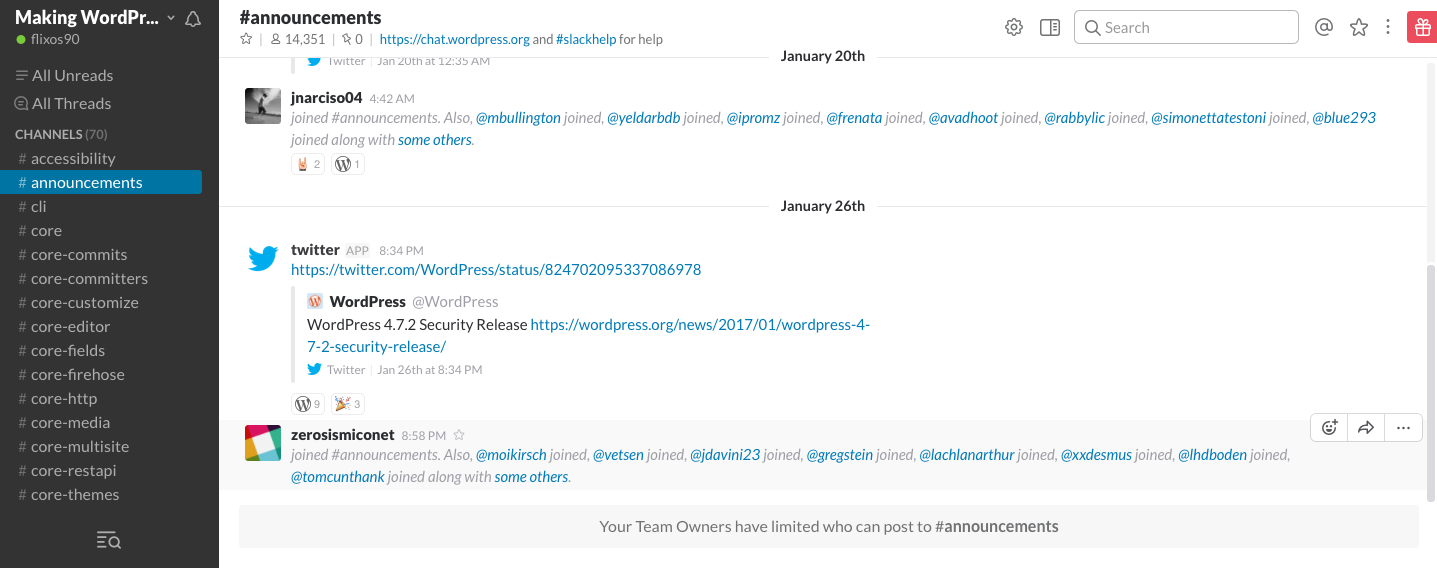 Making WordPr...
flixos90
All Unreads
All Threads
CHANNELS (70)
# accessibility
# announcements
# cli
# core
# core-commits
# core-committers
# core-customize
# core-editor
# core-fields
# core-firehose
# core-http
# core-media
# core-multisite
# core-restapi
# core-themes
#announcements
14,351 | 0 | https://chat.wordpress.org and #slackhelp for help
Search
January 20th
Twitter | Jan 20th at 12:35 AM
jnarciso04 4:42 AM
joined #announcements. Also, @mbullington joined, @yeldarbdb joined, @ipromz joined, @frenata joined, @avadhoot joined, @rabbylic joined, @simonettatestoni joined, @blue293
joined along with some others.
2 1
January 26th
twitter APP 8:34 PM
https://twitter.com/WordPress/status/824702095337086978
WordPress @WordPress
WordPress 4.7.2 Security Release https://wordpress.org/news/2017/01/wordpress-4-
7-2-security-release/
Twitter | Jan 26th at 8:34 PM
9 3
zerosismiconet 8:58 PM
joined #announcements. Also, @moikirsch joined, @vetsen joined, @jdavini23 joined, @gregstein joined, @lachlanarthur joined, @xxdesmus joined, @lhdboden joined,
@tomcunthank joined along with some others.
Your Team Owners have limited who can post to #announcements